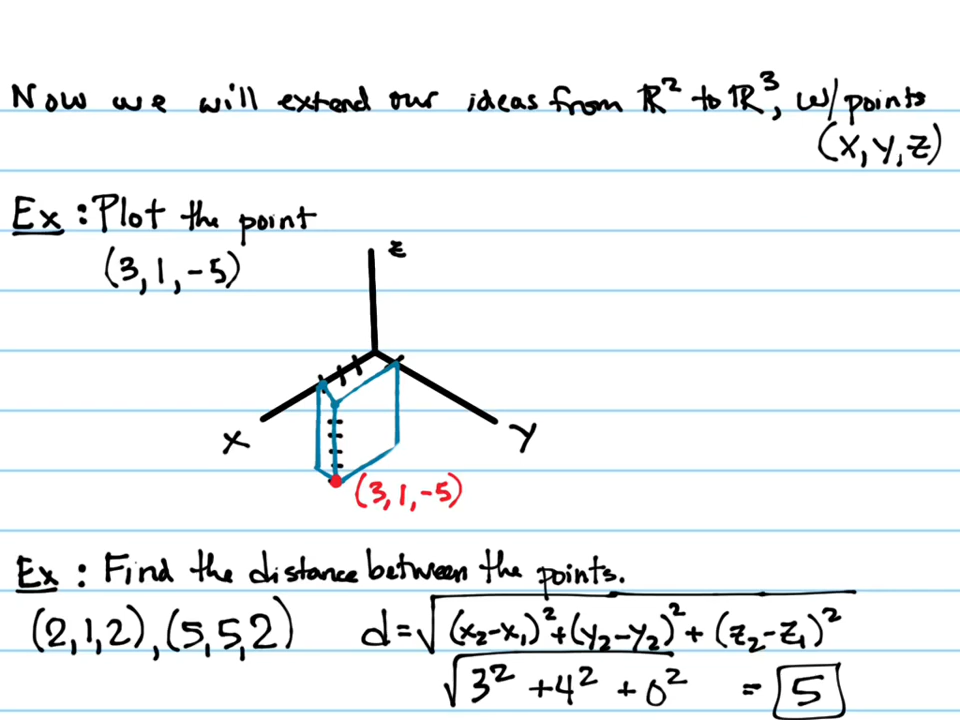 Now we will extend our ideas from ℝ² to ℝ³, w/ points
(x, y, z)
Ex : Plot the point
(3, 1, -5)
z
x
y
(3, 1, -5)
Ex : Find the distance between the points.
(2,1,2), (5,5,2) d = √(x₂-x₁)² + (y₂-y₂)² + (z₂-z₁)²
√3² + 4² + 0² = 5